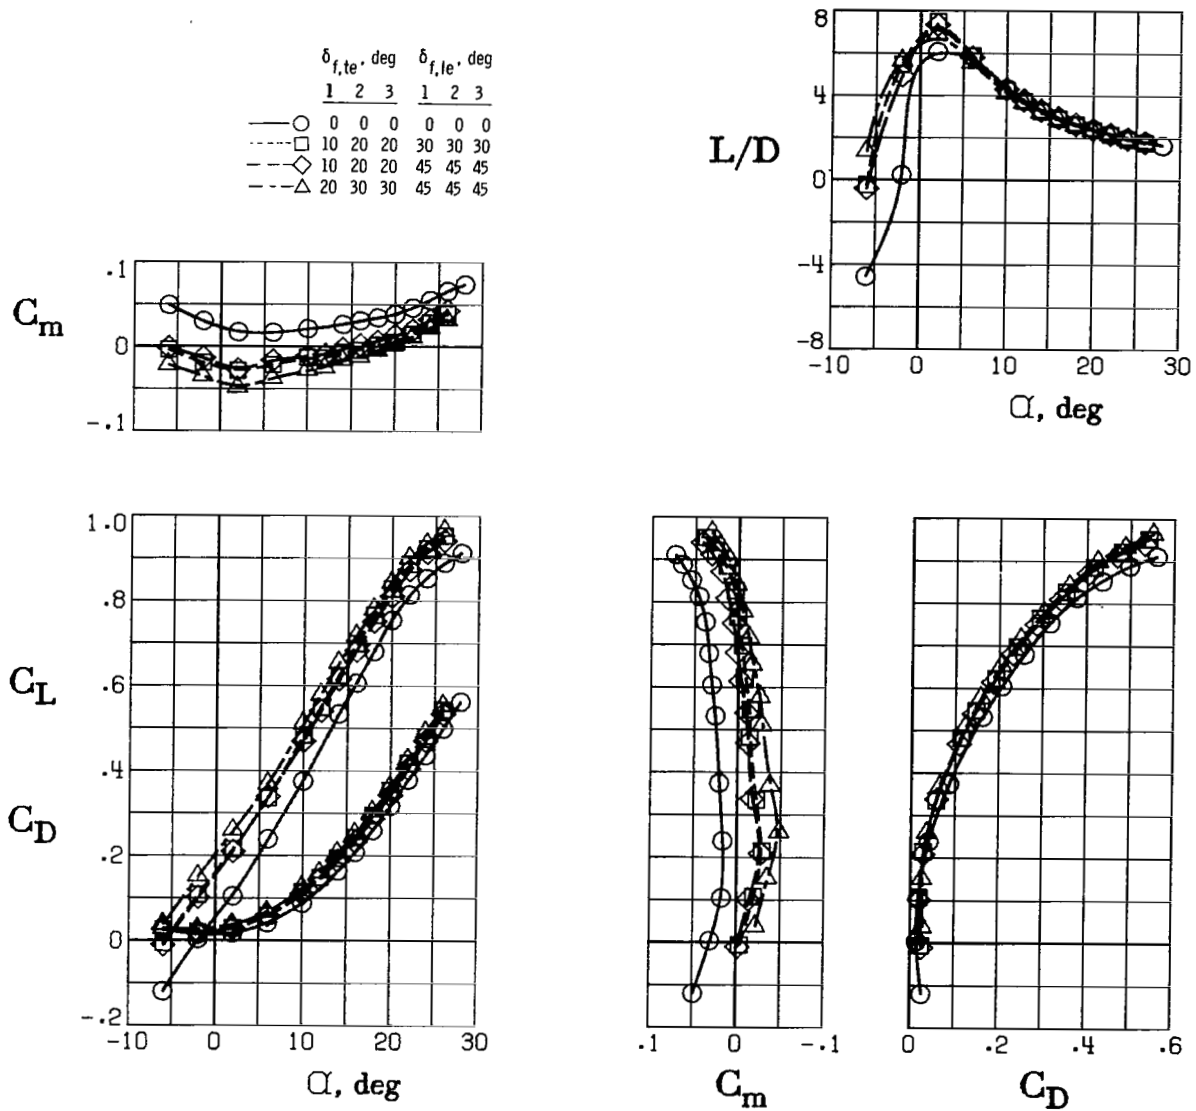 δf,te, deg δf,le, deg
1 2 3 1 2 3
0 0 0 0 0 0
10 20 20 30 30 30
10 20 20 45 45 45
20 30 30 45 45 45
8
4
0
-4
-8
L/D
-10 0 10 20 30
α, deg
.1
0
-.1
Cm
1.0
.8
.6
.4
.2
0
-.2
CL
CD
-10 0 10 20 30
α, deg
.1 0 -.1
Cm
0 .2 .4 .6
CD